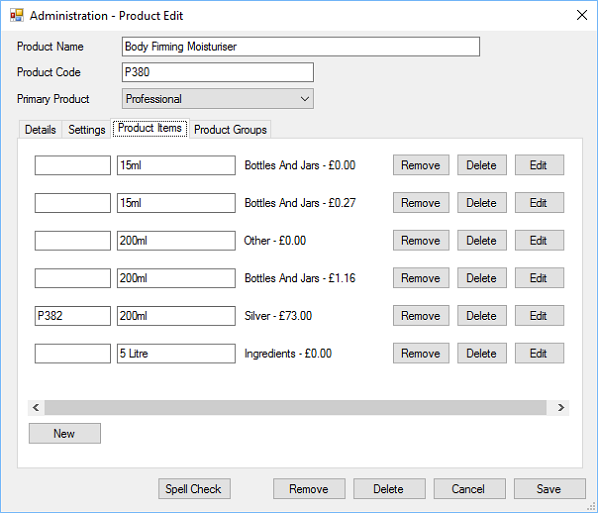 Administration - Product Edit
Product Name Body Firming Moisturiser
Product Code P380
Primary Product Professional
Details Settings Product Items Product Groups
15ml Bottles And Jars - £0.00 Remove Delete Edit
15ml Bottles And Jars - £0.27 Remove Delete Edit
200ml Other - £0.00 Remove Delete Edit
200ml Bottles And Jars - £1.16 Remove Delete Edit
P382 200ml Silver - £73.00 Remove Delete Edit
5 Litre Ingredients - £0.00 Remove Delete Edit
New
Spell Check Remove Delete Cancel Save